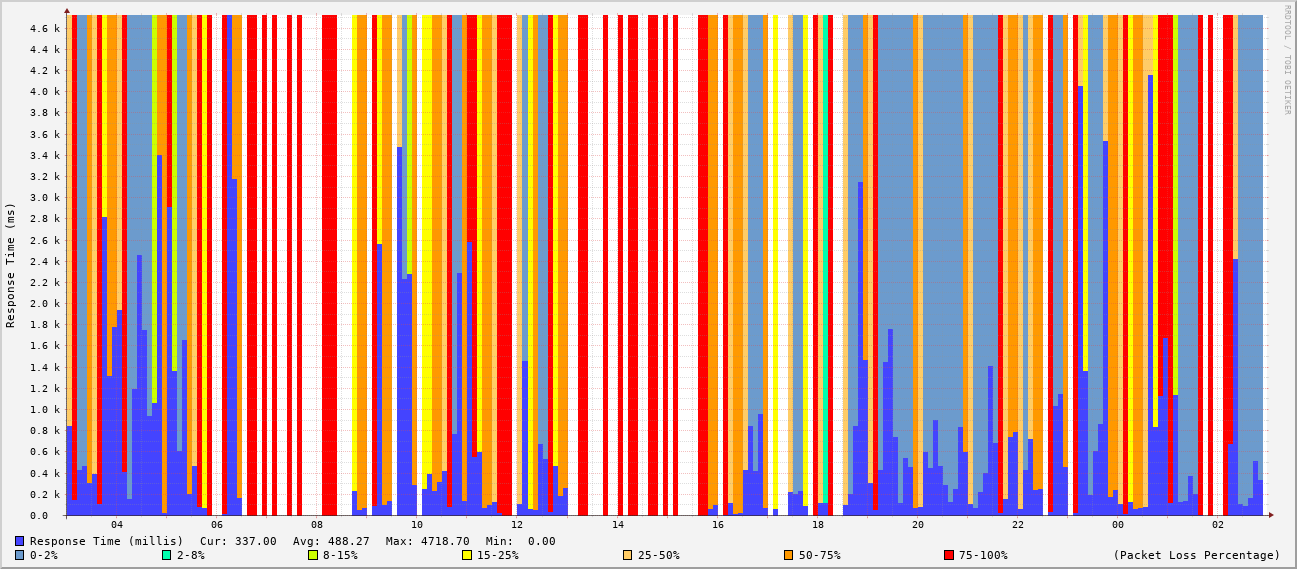 RRDTOOL / TOBI OETIKER
Response Time (ms)
4.6 k
4.4 k
4.2 k
4.0 k
3.8 k
3.6 k
3.4 k
3.2 k
3.0 k
2.8 k
2.6 k
2.4 k
2.2 k
2.0 k
1.8 k
1.6 k
1.4 k
1.2 k
1.0 k
0.8 k
0.6 k
0.4 k
0.2 k
0.0
04 06 08 10 12 14 16 18 20 22 00 02
Response Time (millis) Cur: 337.00 Avg: 488.27 Max: 4718.70 Min: 0.00
0-2% 2-8% 8-15% 15-25% 25-50% 50-75% 75-100% (Packet Loss Percentage)